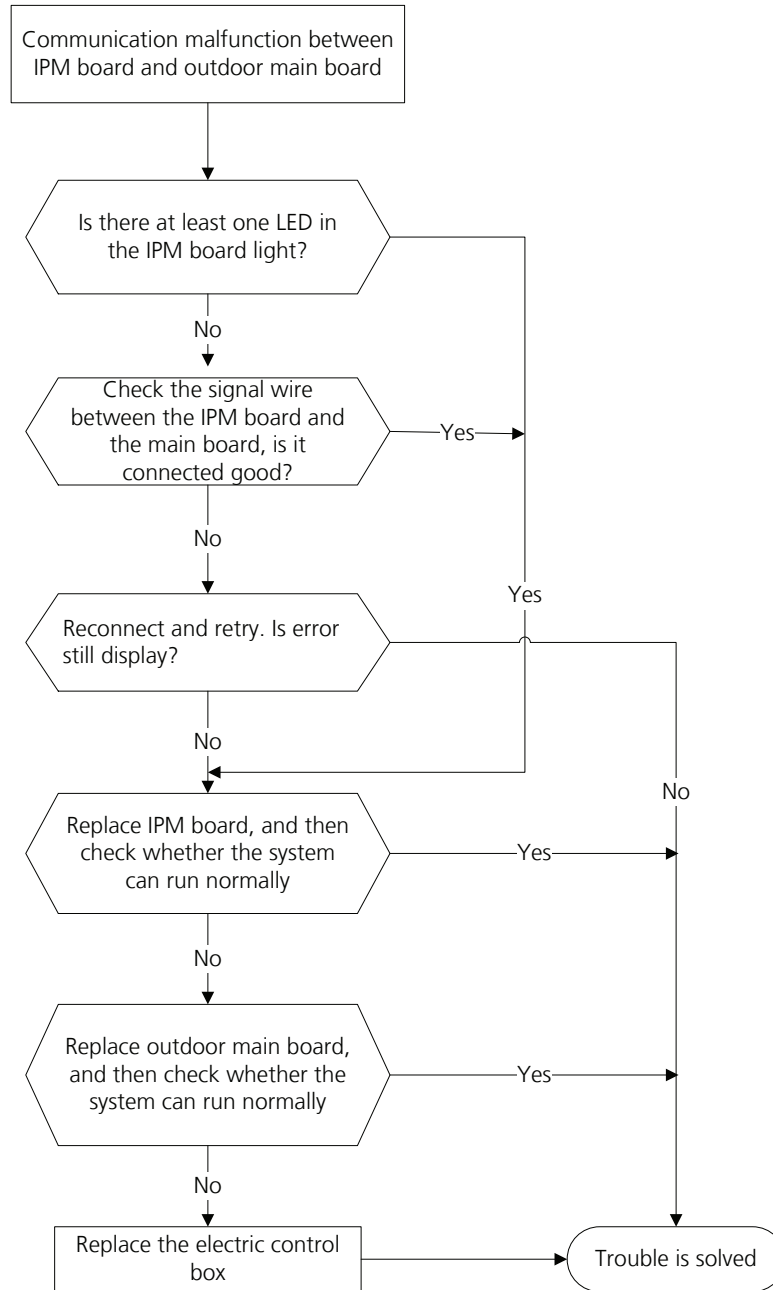 Communication malfunction between
IPM board and outdoor main board
Is there at least one LED in
the IPM board light?
No
Check the signal wire
between the IPM board and
the main board, is it
connected good?
Yes
No
Yes
Reconnect and retry. Is error
still display?
No
No
Replace IPM board, and then
check whether the system
can run normally
Yes
No
Replace outdoor main board,
and then check whether the
system can run normally
Yes
No
Replace the electric control
box
Trouble is solved